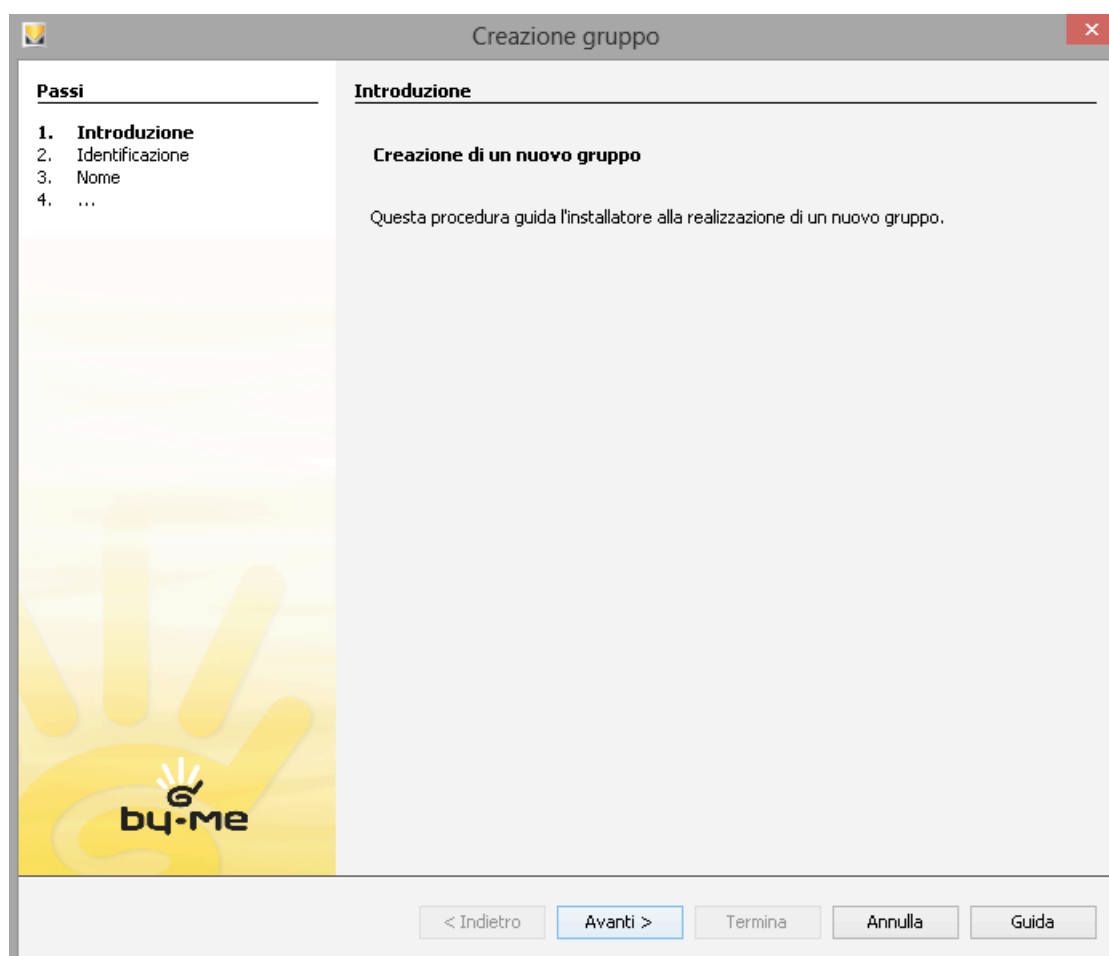 Creazione gruppo
Passi
1. Introduzione
2. Identificazione
3. Nome
4. ...
by-me
Introduzione
Creazione di un nuovo gruppo
Questa procedura guida l'installatore alla realizzazione di un nuovo gruppo.
< Indietro
Avanti >
Termina
Annulla
Guida